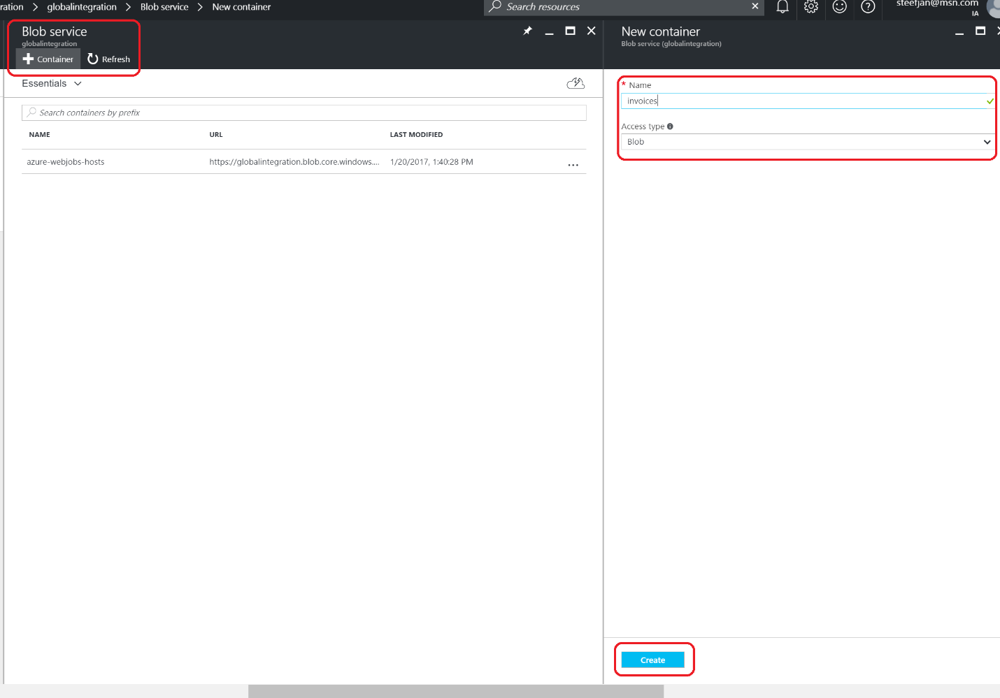 ration > globalintegration > Blob service > New container
Search resources
steefjan@msn.com
IA
Blob service
globalintegration
Container Refresh
Essentials
Search containers by prefix
NAME URL LAST MODIFIED
azure-webjobs-hosts https://globalintegration.blob.core.windows.... 1/20/2017, 1:40:28 PM ...
New container
Blob service (globalintegration)
* Name
invoices
Access type
Blob
Create